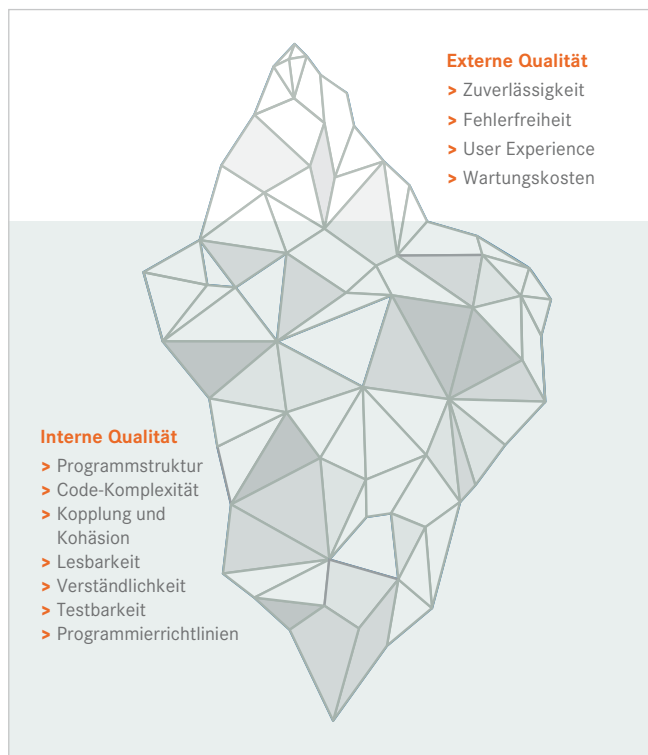 Externe Qualität
> Zuverlässigkeit
> Fehlerfreiheit
> User Experience
> Wartungskosten
Interne Qualität
> Programmstruktur
> Code-Komplexität
> Kopplung und
Kohäsion
> Lesbarkeit
> Verständlichkeit
> Testbarkeit
> Programmierrichtlinien